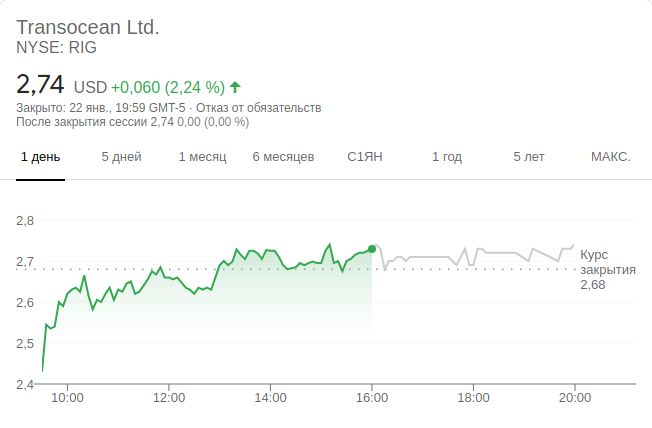 Transocean Ltd.
NYSE: RIG
2,74 USD +0,060 (2,24 %)
Закрыто: 22 янв., 19:59 GMT-5 · Отказ от обязательств
После закрытия сессии 2,74 0,00 (0,00 %)
1 день 5 дней 1 месяц 6 месяцев С1ЯН 1 год 5 лет МАКС.
2,8
2,7
2,6
2,5
2,4
Курс
закрытия
2,68
10:00 12:00 14:00 16:00 18:00 20:00